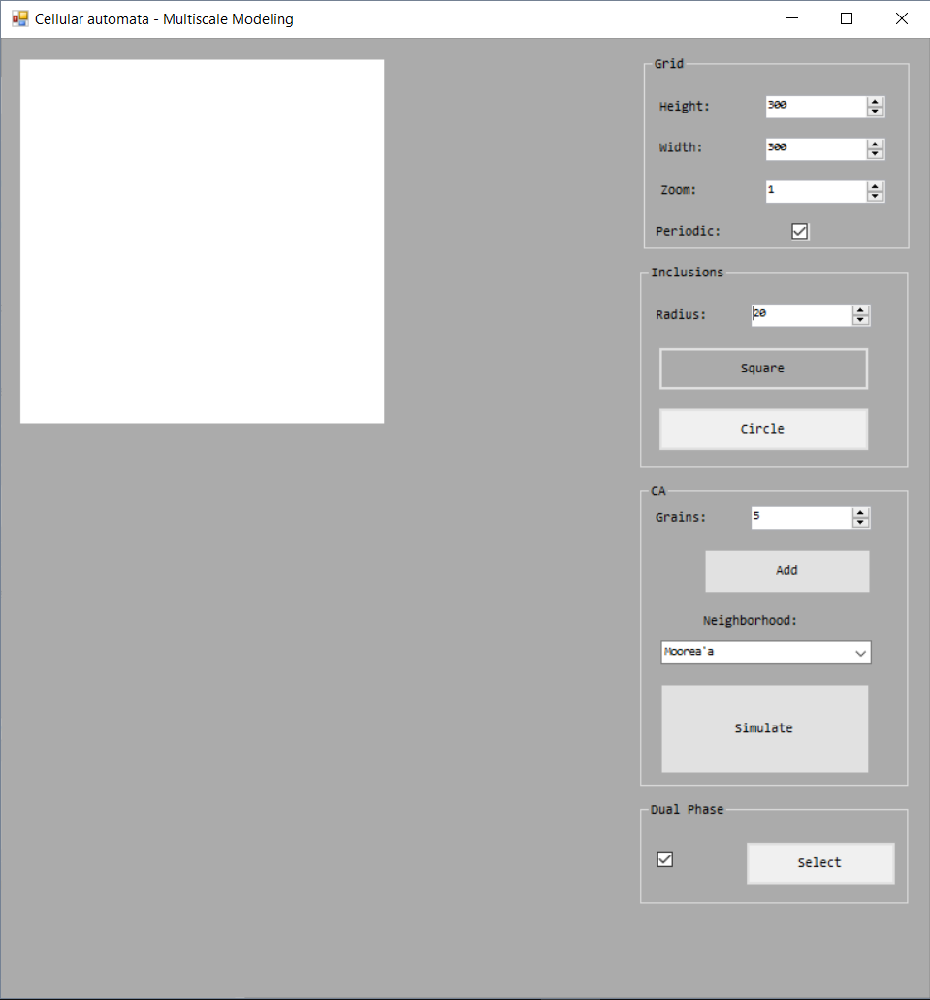 Cellular automata - Multiscale Modeling
Grid
Height: 300
Width: 300
Zoom: 1
Periodic:
Inclusions
Radius: 20
Square
Circle
CA
Grains: 5
Add
Neighborhood:
Moorea'a
Simulate
Dual Phase
Select